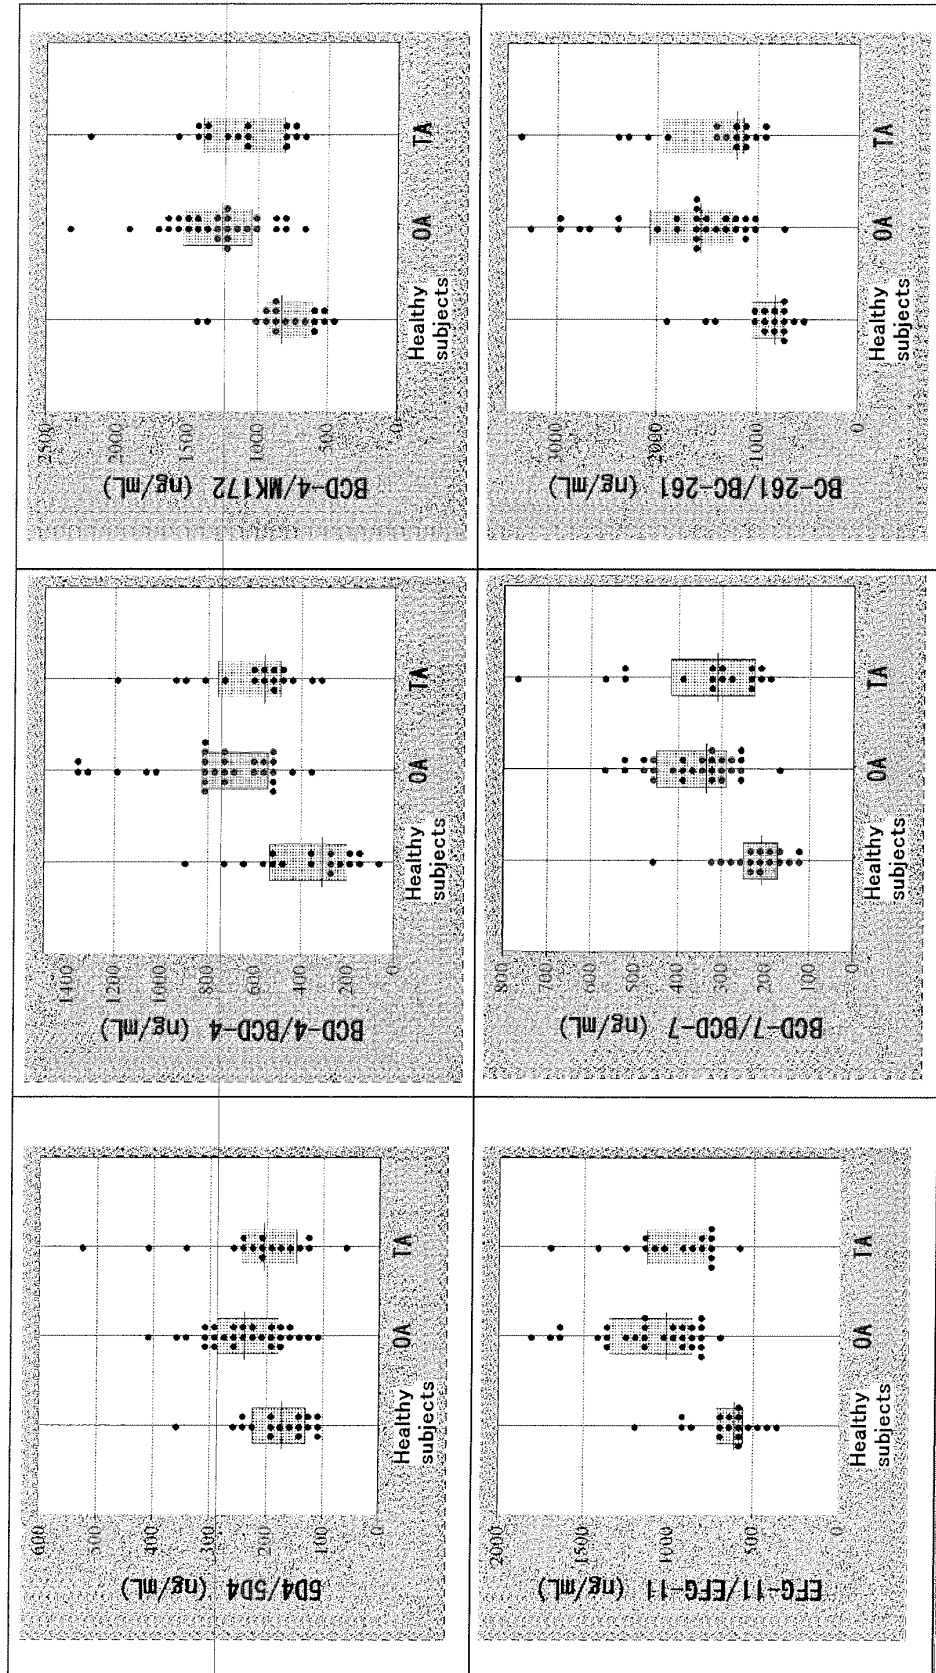 5D4/5D4 (ng/mL)
600
400
200
0
Healthy
subjects
OA
TA
BCD-4/BCD-4 (ng/mL)
1400
1200
1000
800
600
400
200
0
Healthy
subjects
OA
TA
BCD-4/MK172 (ng/mL)
2500
2000
1500
1000
500
0
Healthy
subjects
OA
TA
EFG-11/EFG-11 (ng/mL)
2000
1500
1000
500
0
Healthy
subjects
OA
TA
BCD-7/BCD-7 (ng/mL)
800
700
600
500
400
300
200
100
0
Healthy
subjects
OA
TA
BC-261/BC-261 (ng/mL)
3000
2000
1000
0
Healthy
subjects
OA
TA